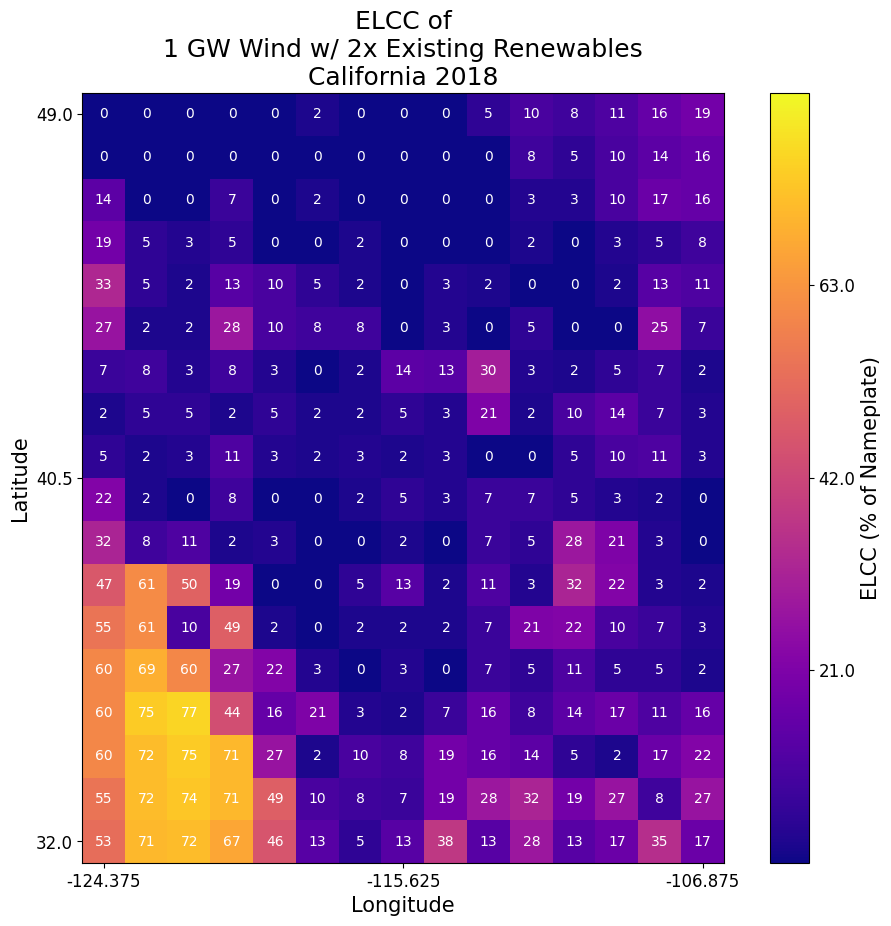 ELCC of
1 GW Wind w/ 2x Existing Renewables
California 2018
49.0
0 0 0 0 0 2 0 0 0 5 10 8 11 16 19
0 0 0 0 0 0 0 0 0 0 8 5 10 14 16
14 0 0 7 0 2 0 0 0 0 3 3 10 17 16
19 5 3 5 0 0 2 0 0 0 2 0 3 5 8
33 5 2 13 10 5 2 0 3 2 0 0 2 13 11
63.0
27 2 2 28 10 8 8 0 3 0 5 0 0 25 7
7 8 3 8 3 0 2 14 13 30 3 2 5 7 2
2 5 5 2 5 2 2 5 3 21 2 10 14 7 3
5 2 3 11 3 2 3 2 3 0 0 5 10 11 3
Latitude
40.5
42.0
ELCC (% of Nameplate)
22 2 0 8 0 0 2 5 3 7 7 5 3 2 0
32 8 11 2 3 0 0 2 0 7 5 28 21 3 0
47 61 50 19 0 0 5 13 2 11 3 32 22 3 2
55 61 10 49 2 0 2 2 2 7 21 22 10 7 3
60 69 60 27 22 3 0 3 0 7 5 11 5 5 2
21.0
60 75 77 44 16 21 3 2 7 16 8 14 17 11 16
60 72 75 71 27 2 10 8 19 16 14 5 2 17 22
55 72 74 71 49 10 8 7 19 28 32 19 27 8 27
32.0
53 71 72 67 46 13 5 13 38 13 28 13 17 35 17
-124.375
-115.625
-106.875
Longitude